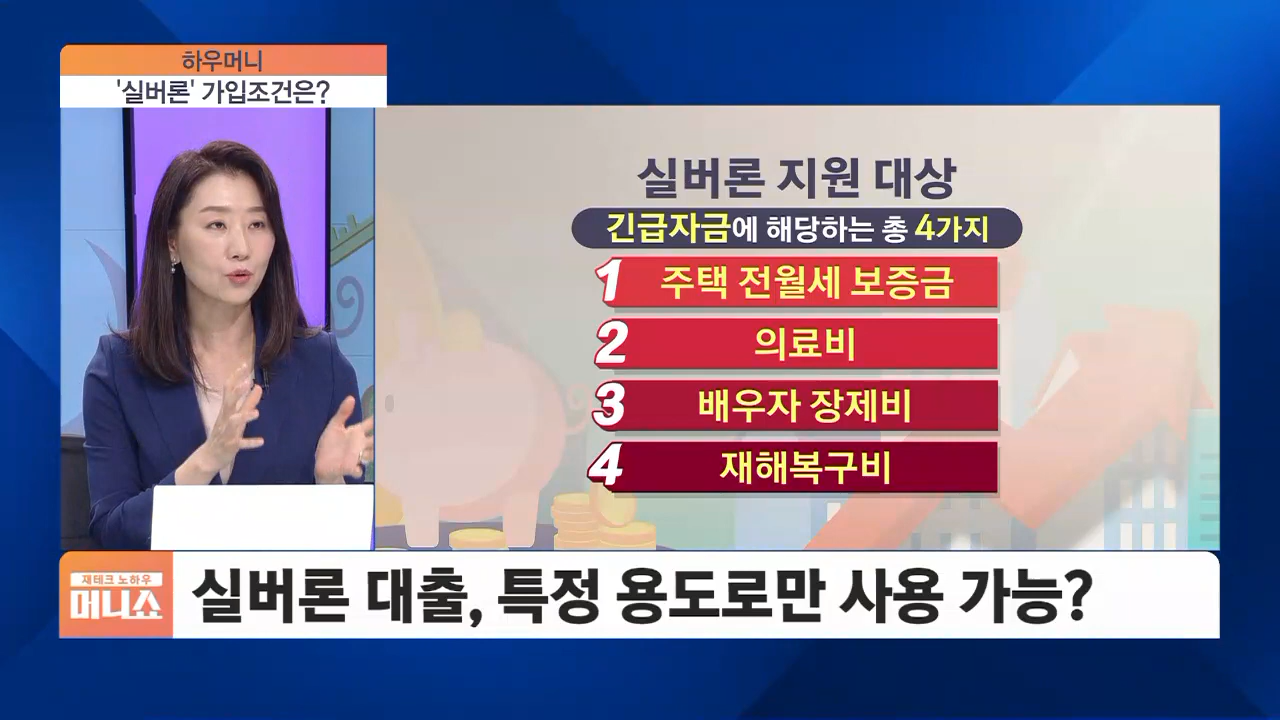 하우머니
'실버론' 가입조건은?
실버론 지원 대상
긴급자금에 해당하는 총 4가지
1 주택 전월세 보증금
2 의료비
3 배우자 장제비
4 재해복구비
재테크 노하우
머니쇼
실버론 대출, 특정 용도로만 사용 가능?